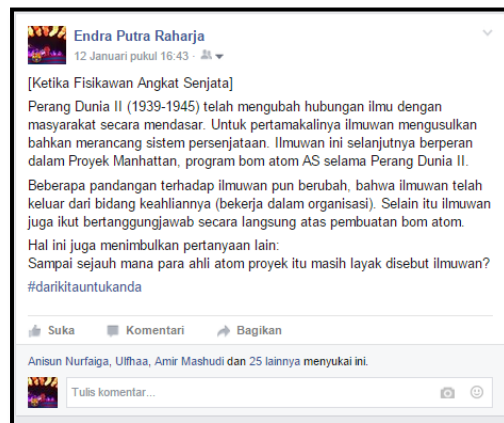 Endra Putra Raharja
12 Januari pukul 16:43 ·
[Ketika Fisikawan Angkat Senjata]
Perang Dunia II (1939-1945) telah mengubah hubungan ilmu dengan
masyarakat secara mendasar. Untuk pertamakalinya ilmuwan mengusulkan
bahkan merancang sistem persenjataan. Ilmuwan ini selanjutnya berperan
dalam Proyek Manhattan, program bom atom AS selama Perang Dunia II.
Beberapa pandangan terhadap ilmuwan pun berubah, bahwa ilmuwan telah
keluar dari bidang keahliannya (bekerja dalam organisasi). Selain itu ilmuwan
juga ikut bertanggungjawab secara langsung atas pembuatan bom atom.
Hal ini juga menimbulkan pertanyaan lain:
Sampai sejauh mana para ahli atom proyek itu masih layak disebut ilmuwan?
#darikitauntukanda
Suka Komentari Bagikan
Anisun Nurfaiga, Ulfhaa, Amir Mashudi dan 25 lainnya menyukai ini.
Tulis komentar...